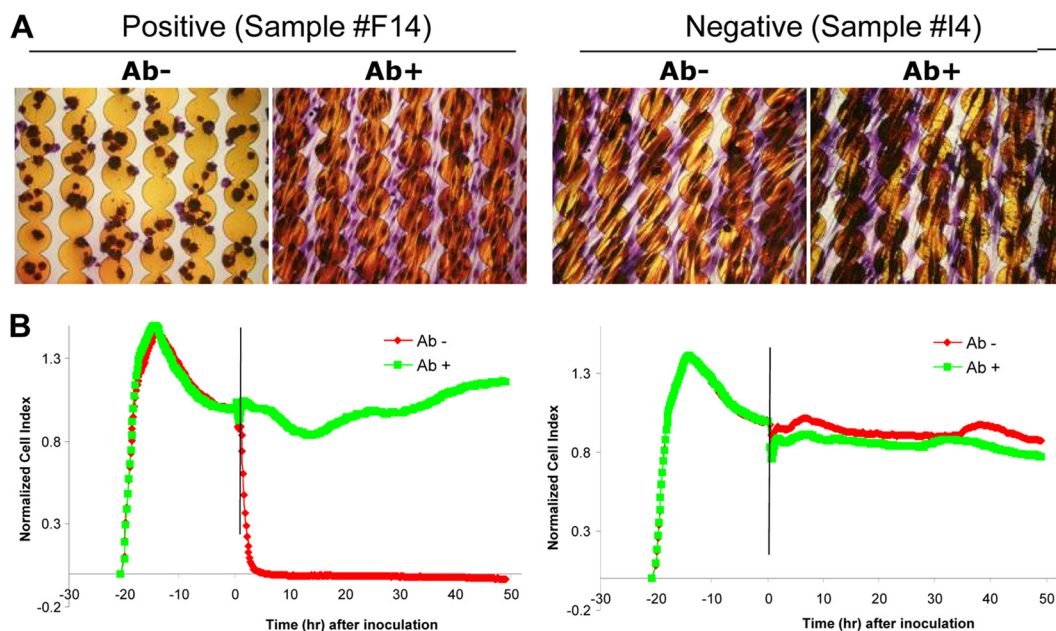 A
Positive (Sample #F14)
Negative (Sample #I4)
Ab-
Ab+
Ab-
Ab+
B
Normalized Cell Index
1.3
0.8
0.3
-0.2
Ab -
Ab +
-30
-20
-10
0
10
20
30
40
50
Time (hr) after inoculation
Normalized Cell Index
1.3
0.8
0.3
-0.2
Ab -
Ab +
-30
-20
-10
0
10
20
30
40
50
Time (hr) after inoculation